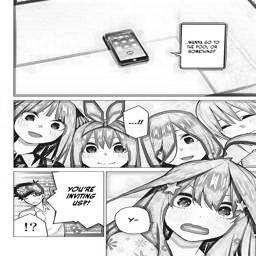 ..WANNA GO TO
THE POOL OR
SOMETHING?
...!!
YOU'RE
INVITING
US?!
!?
Y-